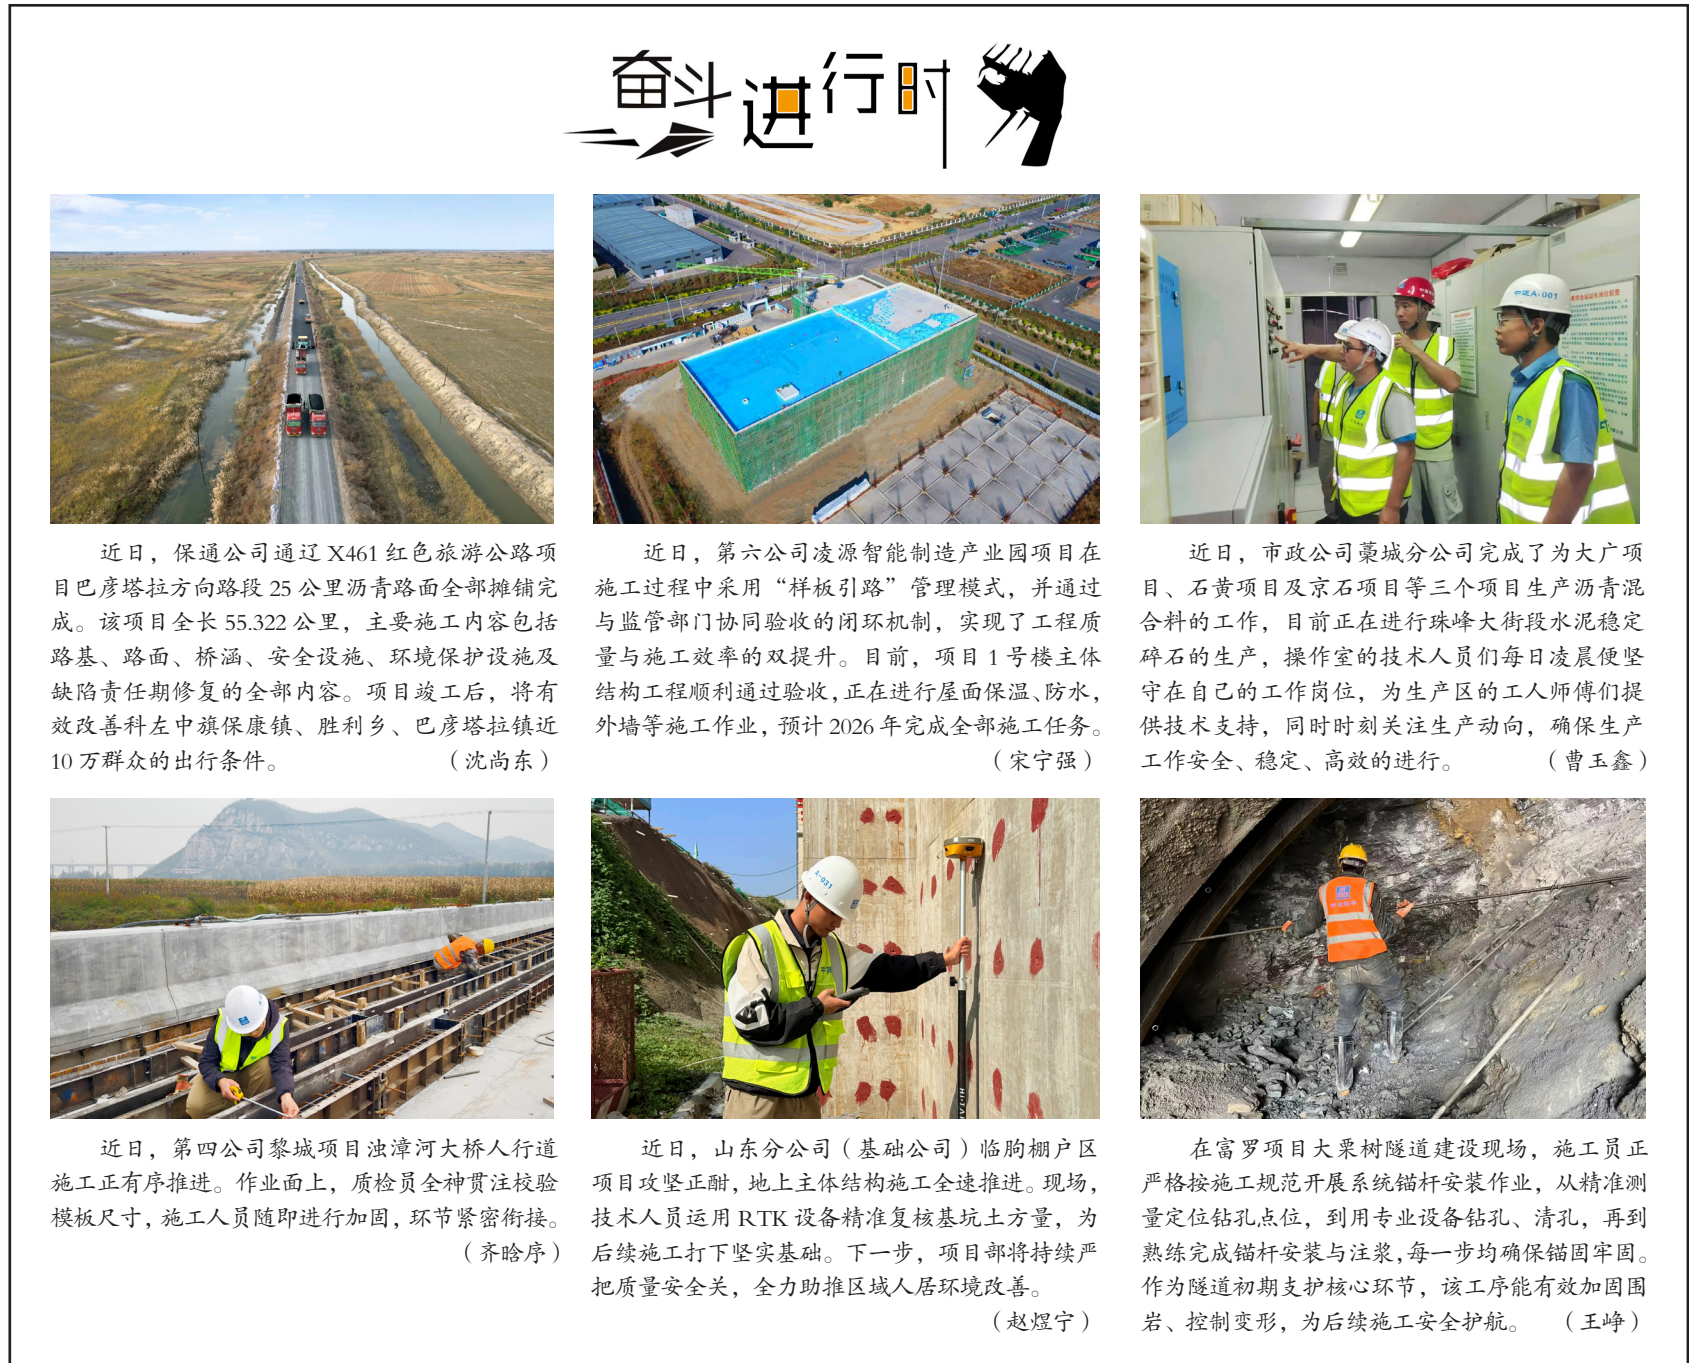 奋斗进行时
近日，保通公司通辽 X461 红色旅游公路项
目巴彦塔拉方向路段 25 公里沥青路面全部摊铺完
成。该项目全长 55.322 公里，主要施工内容包括
路基、路面、桥涵、安全设施、环境保护设施及
缺陷责任期修复的全部内容。项目竣工后，将有
效改善科左中旗保康镇、胜利乡、巴彦塔拉镇近
10 万群众的出行条件。 （沈尚东）
近日，第六公司凌源智能制造产业园项目在
施工过程中采用“样板引路”管理模式，并通过
与监管部门协同验收的闭环机制，实现了工程质
量与施工效率的双提升。目前，项目 1 号楼主体
结构工程顺利通过验收，正在进行屋面保温、防水，
外墙等施工作业，预计 2026 年完成全部施工任务。
（宋宁强）
中建A-001
近日，市政公司藁城分公司完成了为大广项
目、石黄项目及京石项目等三个项目生产沥青混
合料的工作，目前正在进行珠峰大街段水泥稳定
碎石的生产，操作室的技术人员们每日凌晨便坚
守在自己的工作岗位，为生产区的工人师傅们提
供技术支持，同时时刻关注生产动向，确保生产
工作安全、稳定、高效的进行。 （曹玉鑫）
近日，第四公司黎城项目浊漳河大桥人行道
施工正有序推进。作业面上，质检员全神贯注校验
模板尺寸，施工人员随即进行加固，环节紧密衔接。
（齐晗序）
A-031
近日，山东分公司（基础公司）临朐棚户区
项目攻坚正酣，地上主体结构施工全速推进。现场，
技术人员运用 RTK 设备精准复核基坑土方量，为
后续施工打下坚实基础。下一步，项目部将持续严
把质量安全关，全力助推区域人居环境改善。
（赵煜宁）
在富罗项目大栗树隧道建设现场，施工员正
严格按施工规范开展系统锚杆安装作业，从精准测
量定位钻孔点位，到用专业设备钻孔、清孔，再到
熟练完成锚杆安装与注浆，每一步均确保锚固牢固。
作为隧道初期支护核心环节，该工序能有效加固围
岩、控制变形，为后续施工安全护航。 （王峥）